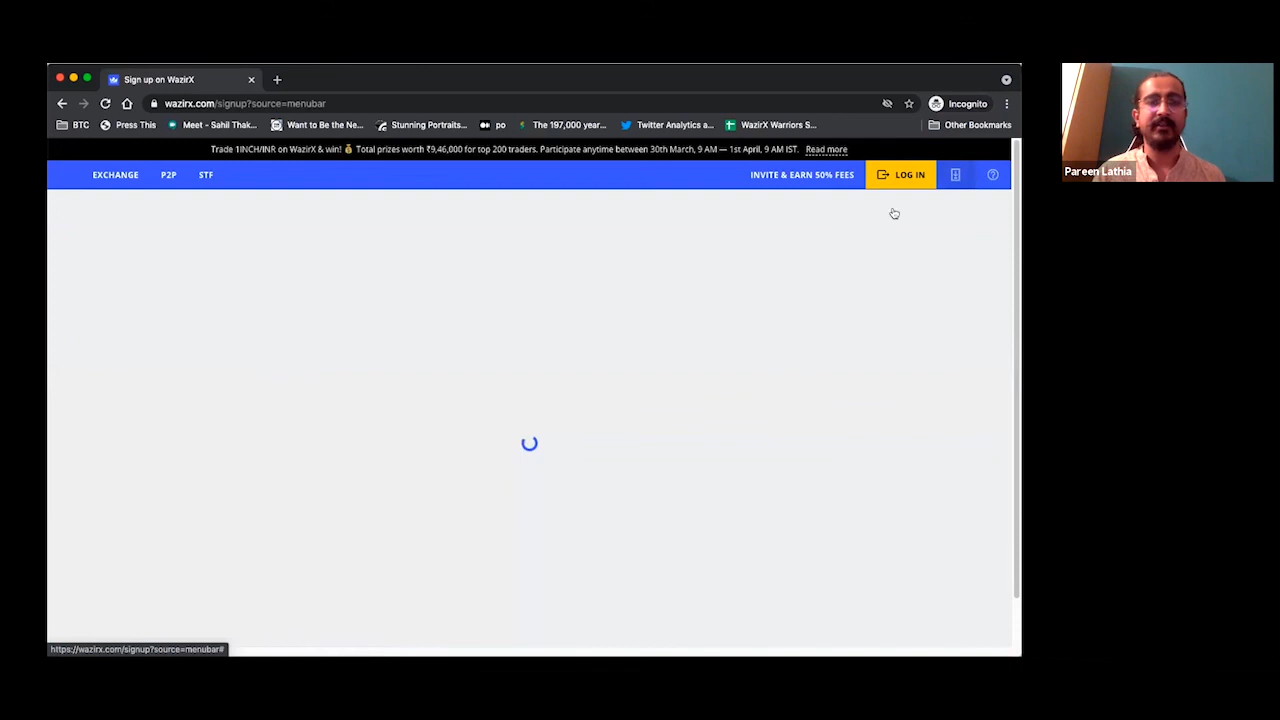 Sign up on WazirX
wazirx.com/signup?source=menubar
Incognito
BTC
Press This
Meet - Sahil Thak...
Want to Be the Ne...
Stunning Portraits...
po
The 197,000 year...
Twitter Analytics a...
WazirX Warriors S...
Other Bookmarks
Trade 1INCH/INR on WazirX & win! 💰 Total prizes worth ₹9,46,000 for top 200 traders. Participate anytime between 30th March, 9 AM — 1st April, 9 AM IST. Read more
EXCHANGE
P2P
STF
INVITE & EARN 50% FEES
LOG IN
Pareen Lathia
https://wazirx.com/signup?source=menubar#